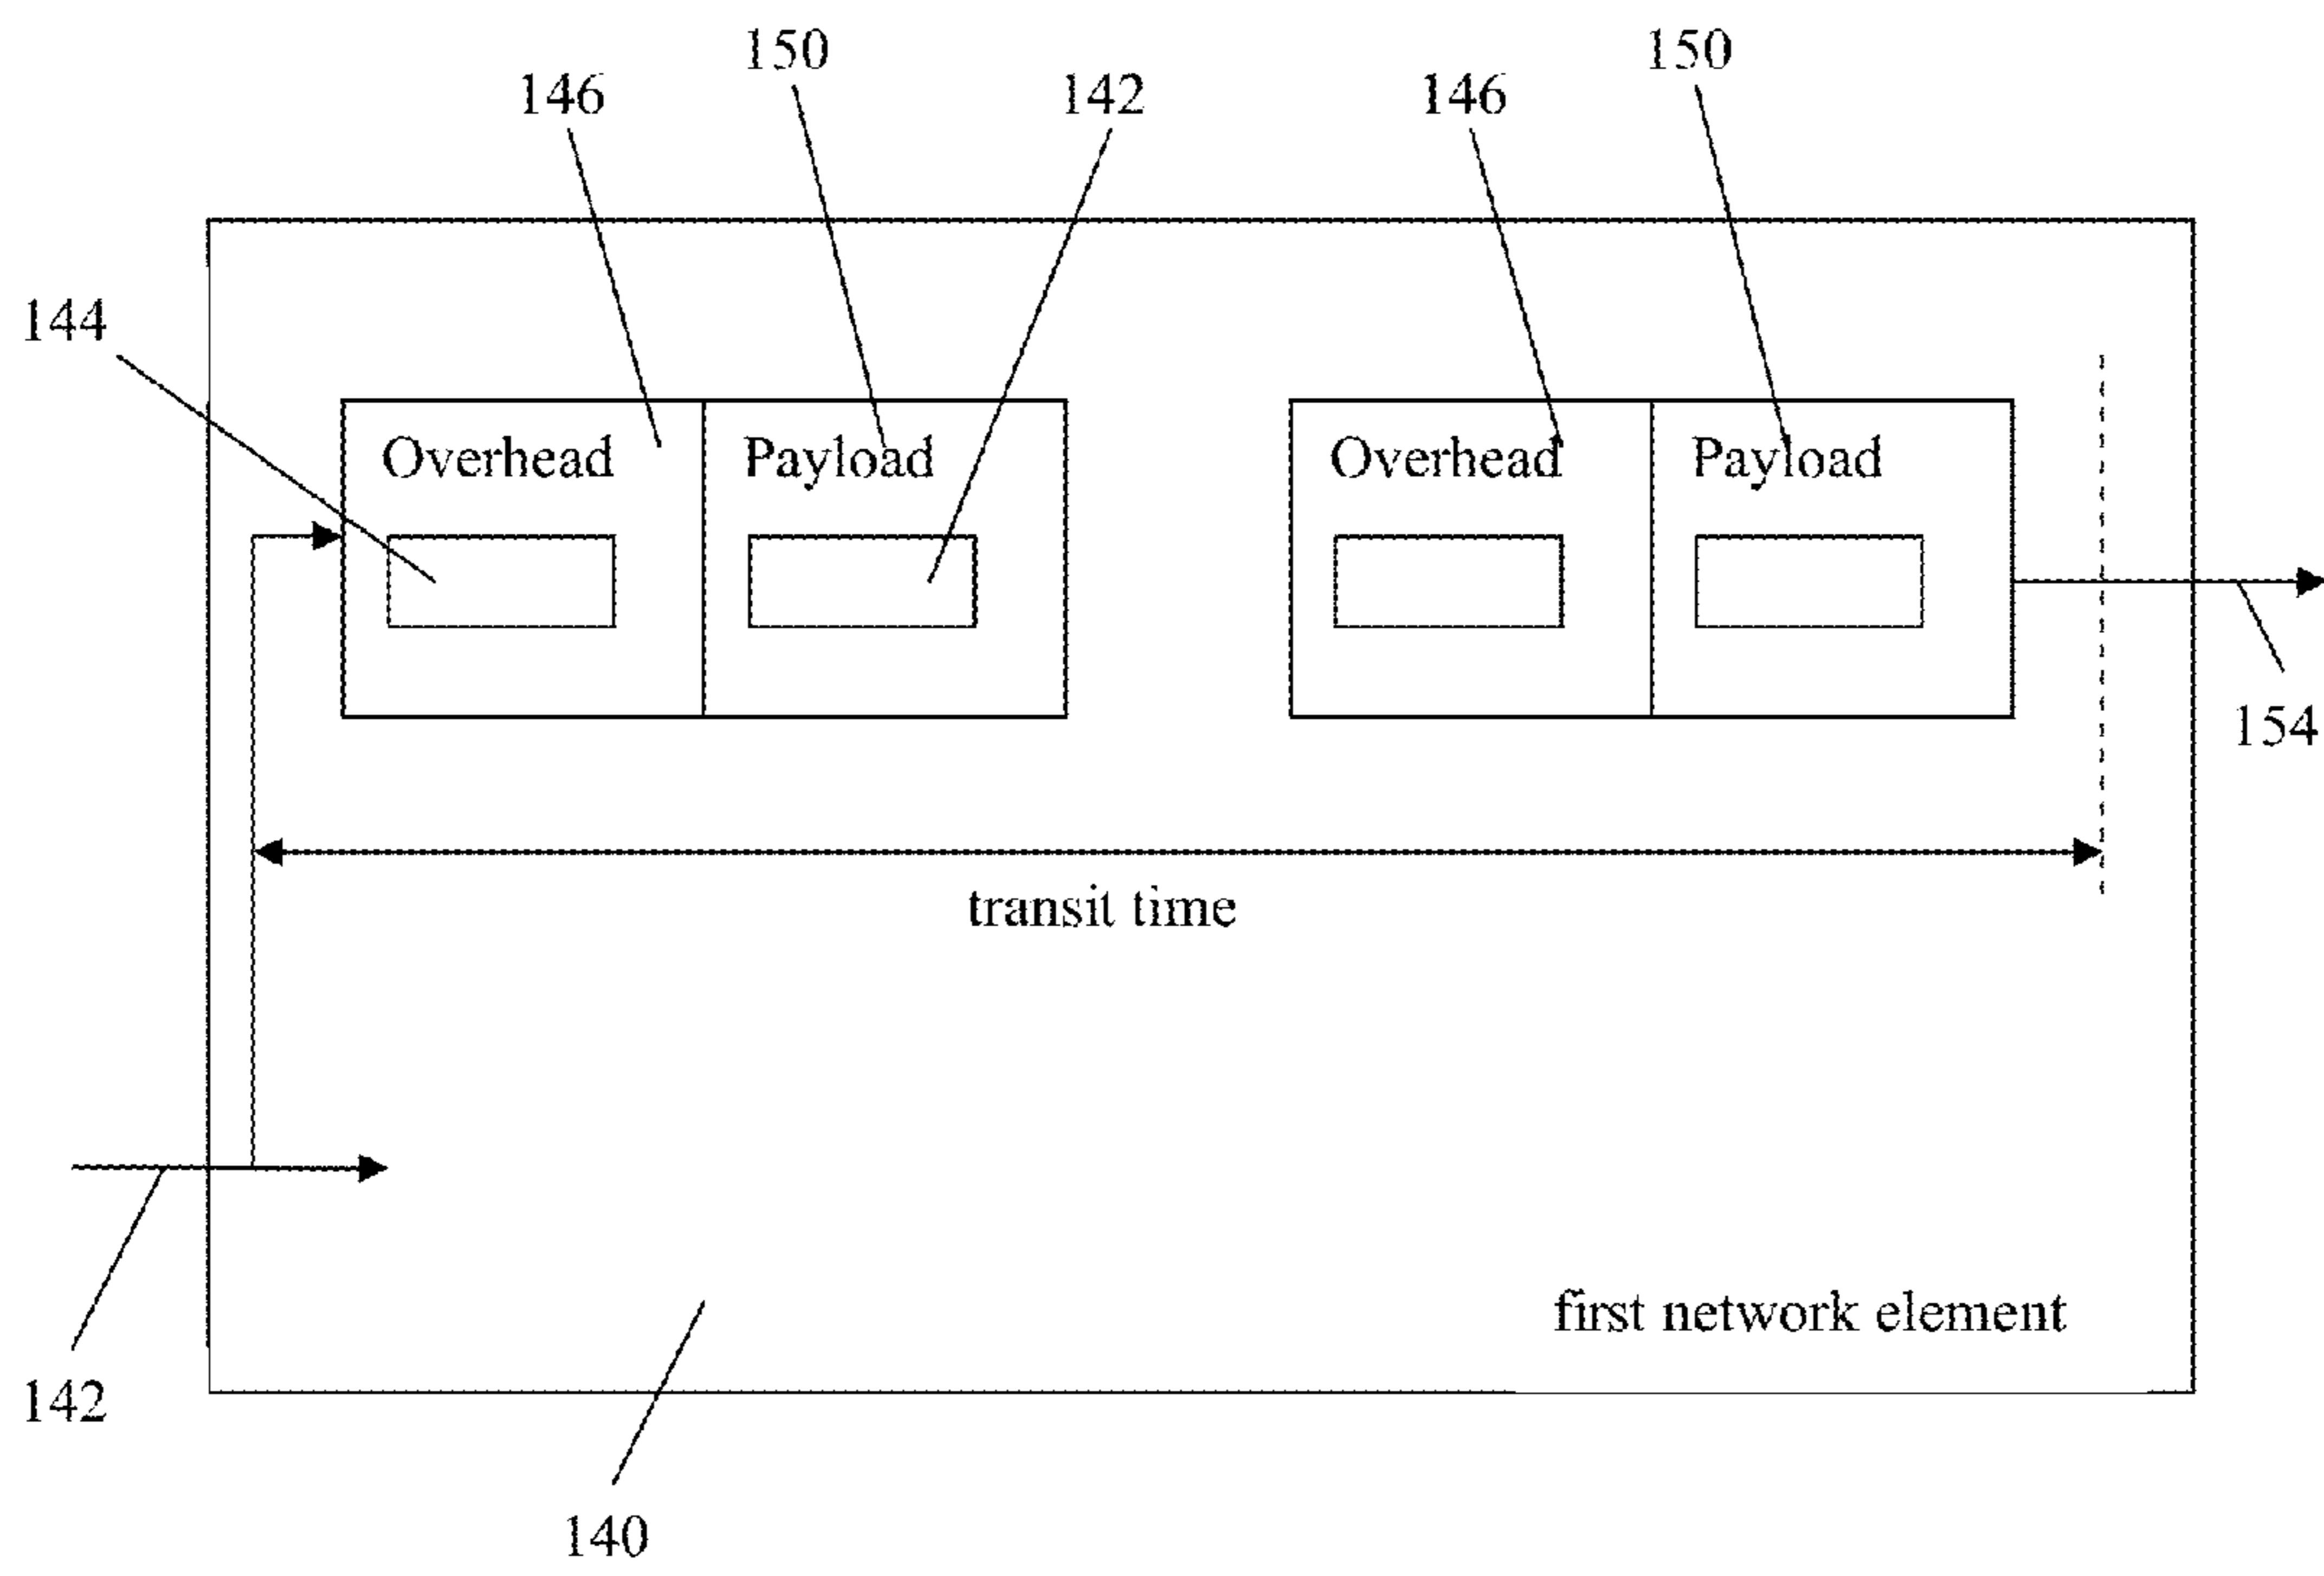 150
150
146
142
146
144
Overhead
Payload
Overhead
Payload
154
transit time
first network element
142
140